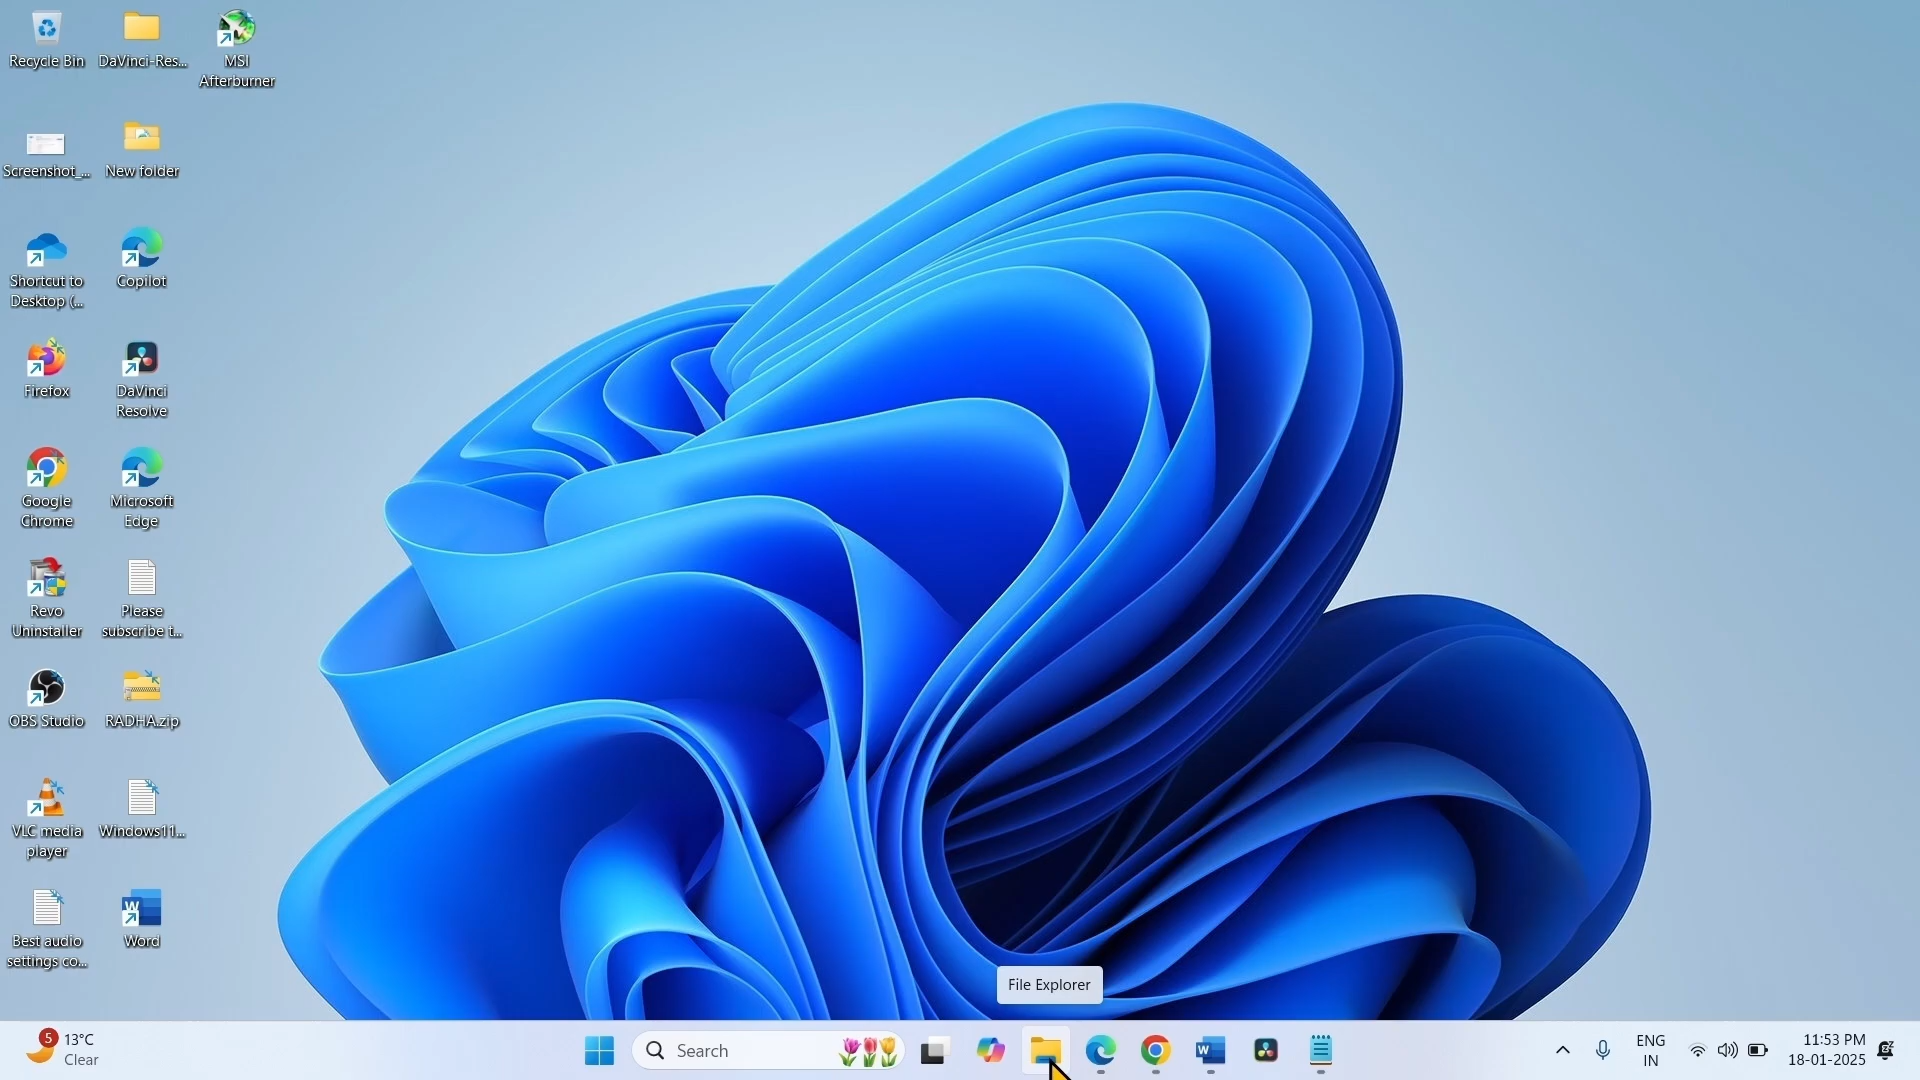 Recycle Bin
DaVinci-Res...
MSI
Afterburner
Screenshot_...
New folder
Shortcut to
Desktop (...
Copilot
Firefox
DaVinci
Resolve
Google
Chrome
Microsoft
Edge
Revo
Uninstaller
Please
subscribe t...
OBS Studio
RADHA.zip
VLC media
player
Windows11...
Best audio
settings co...
Word
File Explorer
5
13°C
Clear
Search
ENG
IN
11:53 PM
18-01-2025